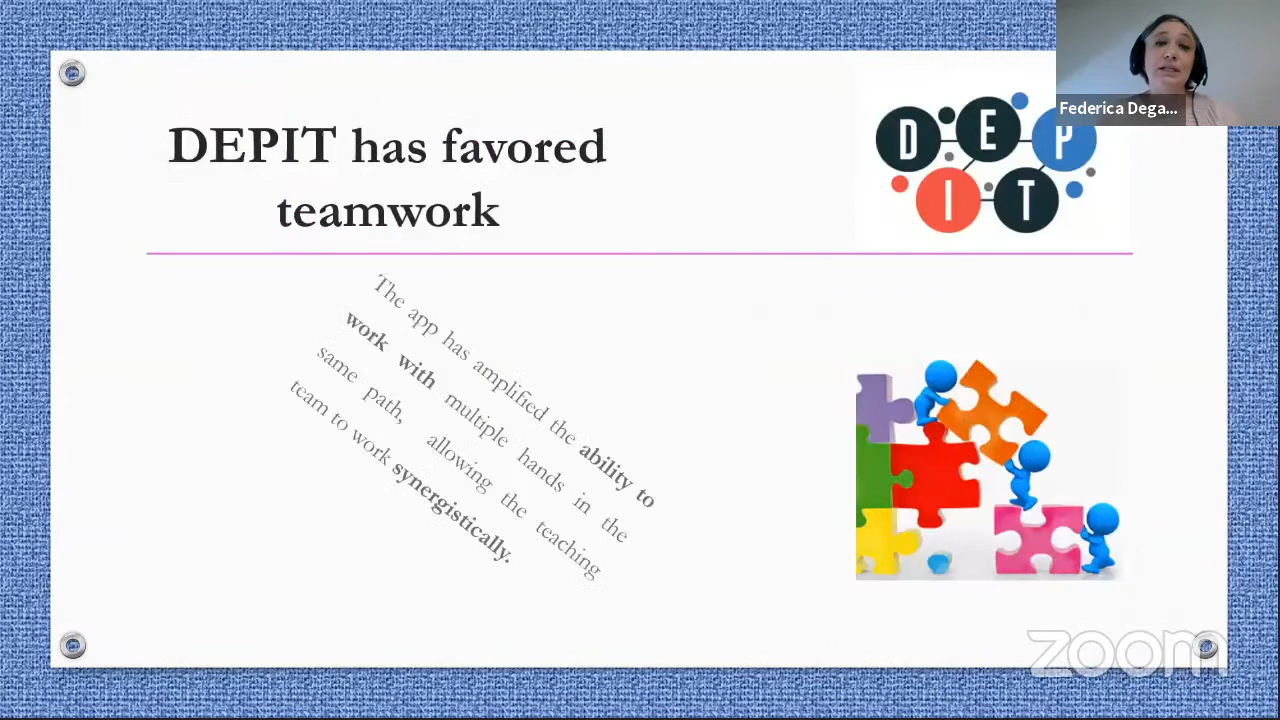 Federica Dega...
D E P
I T
DEPIT has favored
teamwork
The app has amplified the ability to
work with multiple hands in the
same path, allowing the teaching
team to work synergistically.
zoom